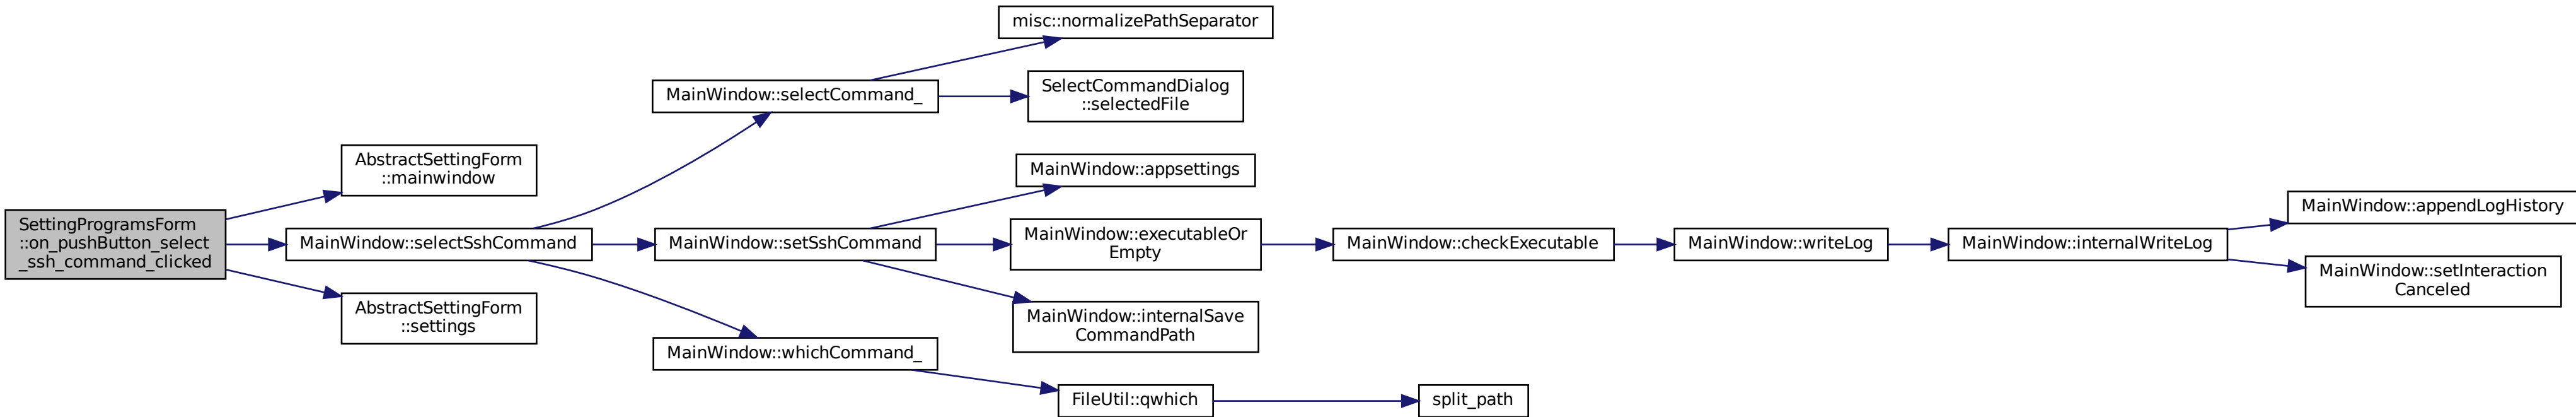 SettingProgramsForm
::on_pushButton_select
_ssh_command_clicked
AbstractSettingForm
::mainwindow
MainWindow::selectSshCommand
AbstractSettingForm
::settings
MainWindow::selectCommand_
MainWindow::setSshCommand
MainWindow::whichCommand_
misc::normalizePathSeparator
SelectCommandDialog
::selectedFile
MainWindow::appsettings
MainWindow::executableOr
Empty
MainWindow::internalSave
CommandPath
FileUtil::qwhich
MainWindow::checkExecutable
split_path
MainWindow::writeLog
MainWindow::internalWriteLog
MainWindow::appendLogHistory
MainWindow::setInteraction
Canceled